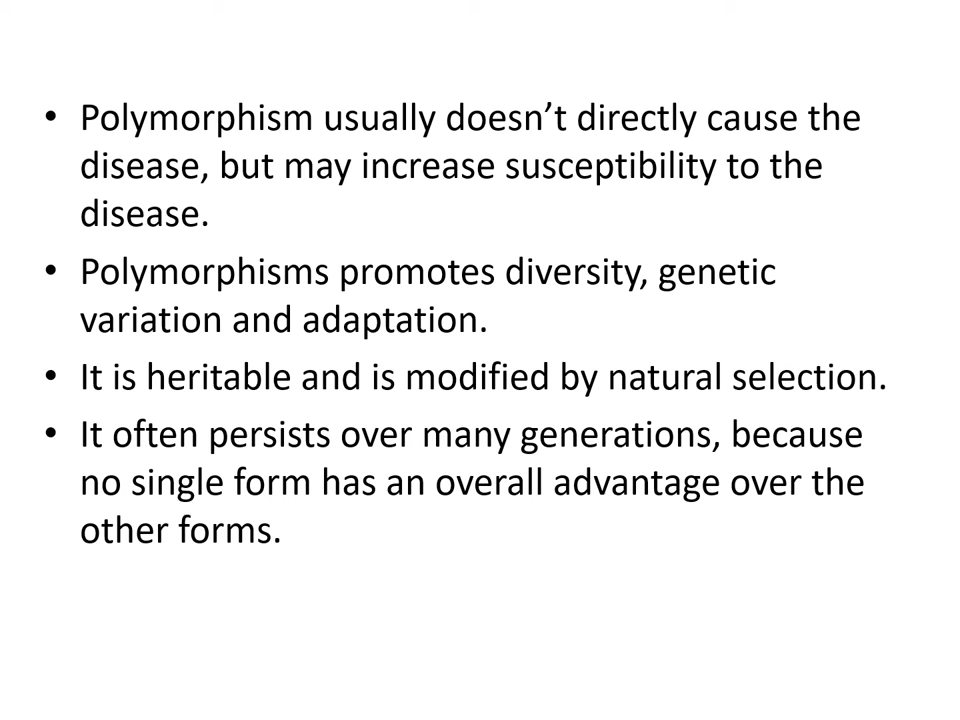 • Polymorphism usually doesn’t directly cause the
disease, but may increase susceptibility to the
disease.
• Polymorphisms promotes diversity, genetic
variation and adaptation.
• It is heritable and is modified by natural selection.
• It often persists over many generations, because
no single form has an overall advantage over the
other forms.